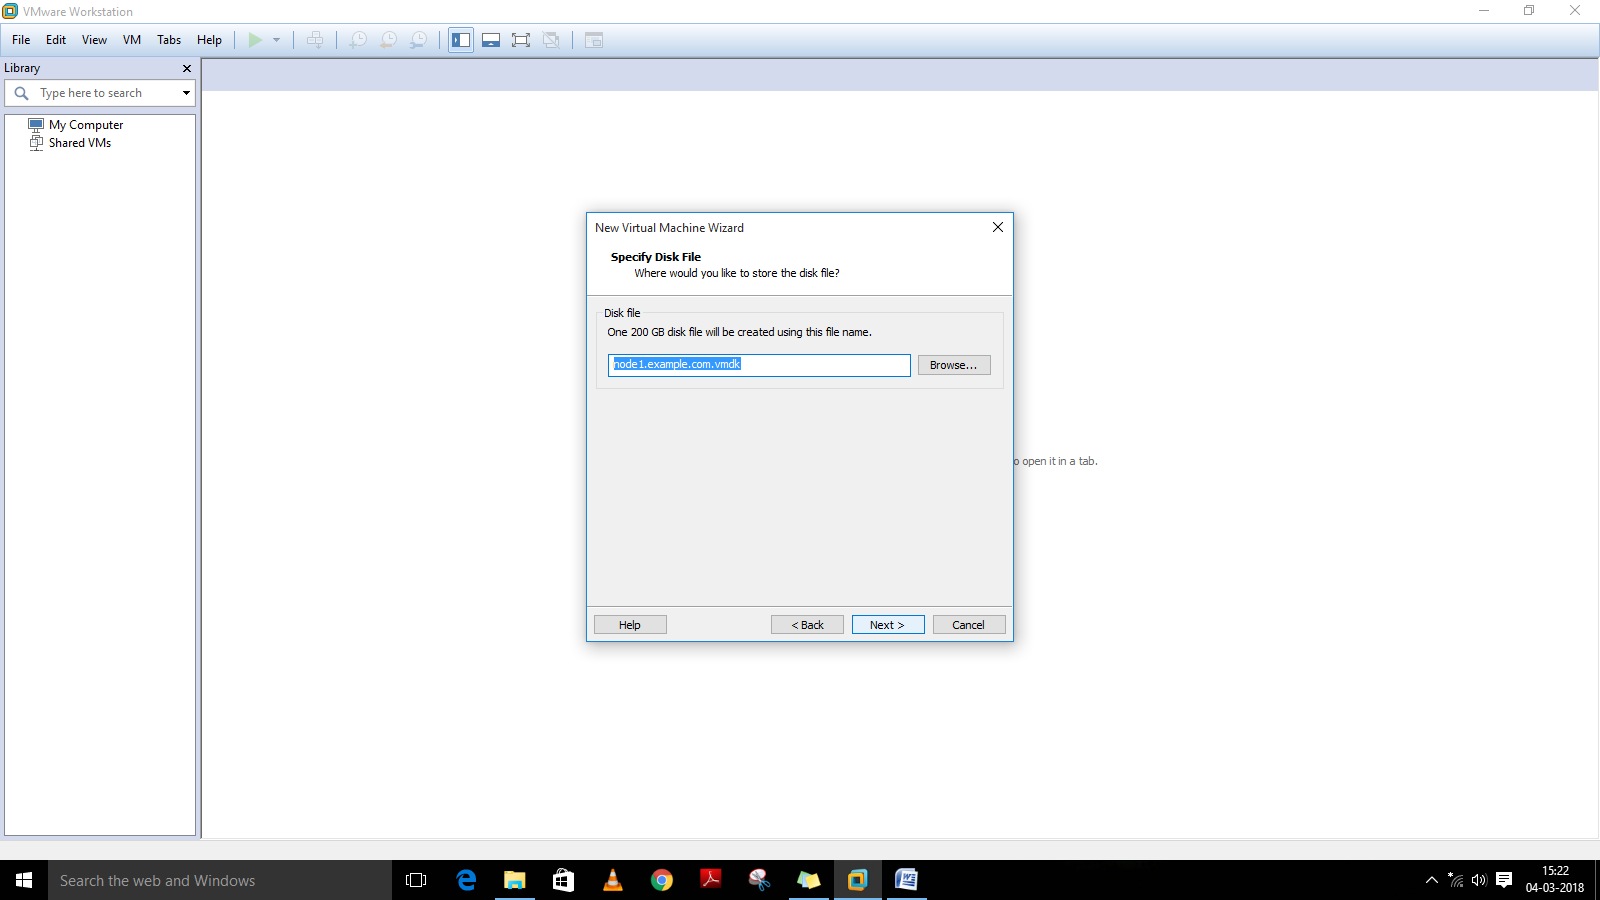 VMware Workstation
File Edit View VM Tabs Help
Library
Type here to search
My Computer
Shared VMs
New Virtual Machine Wizard
Specify Disk File
Where would you like to store the disk file?
Disk file
One 200 GB disk file will be created using this file name.
node1.example.com.vmdk
Browse...
o open it in a tab.
Help < Back Next > Cancel
Search the web and Windows
15:22
04-03-2018